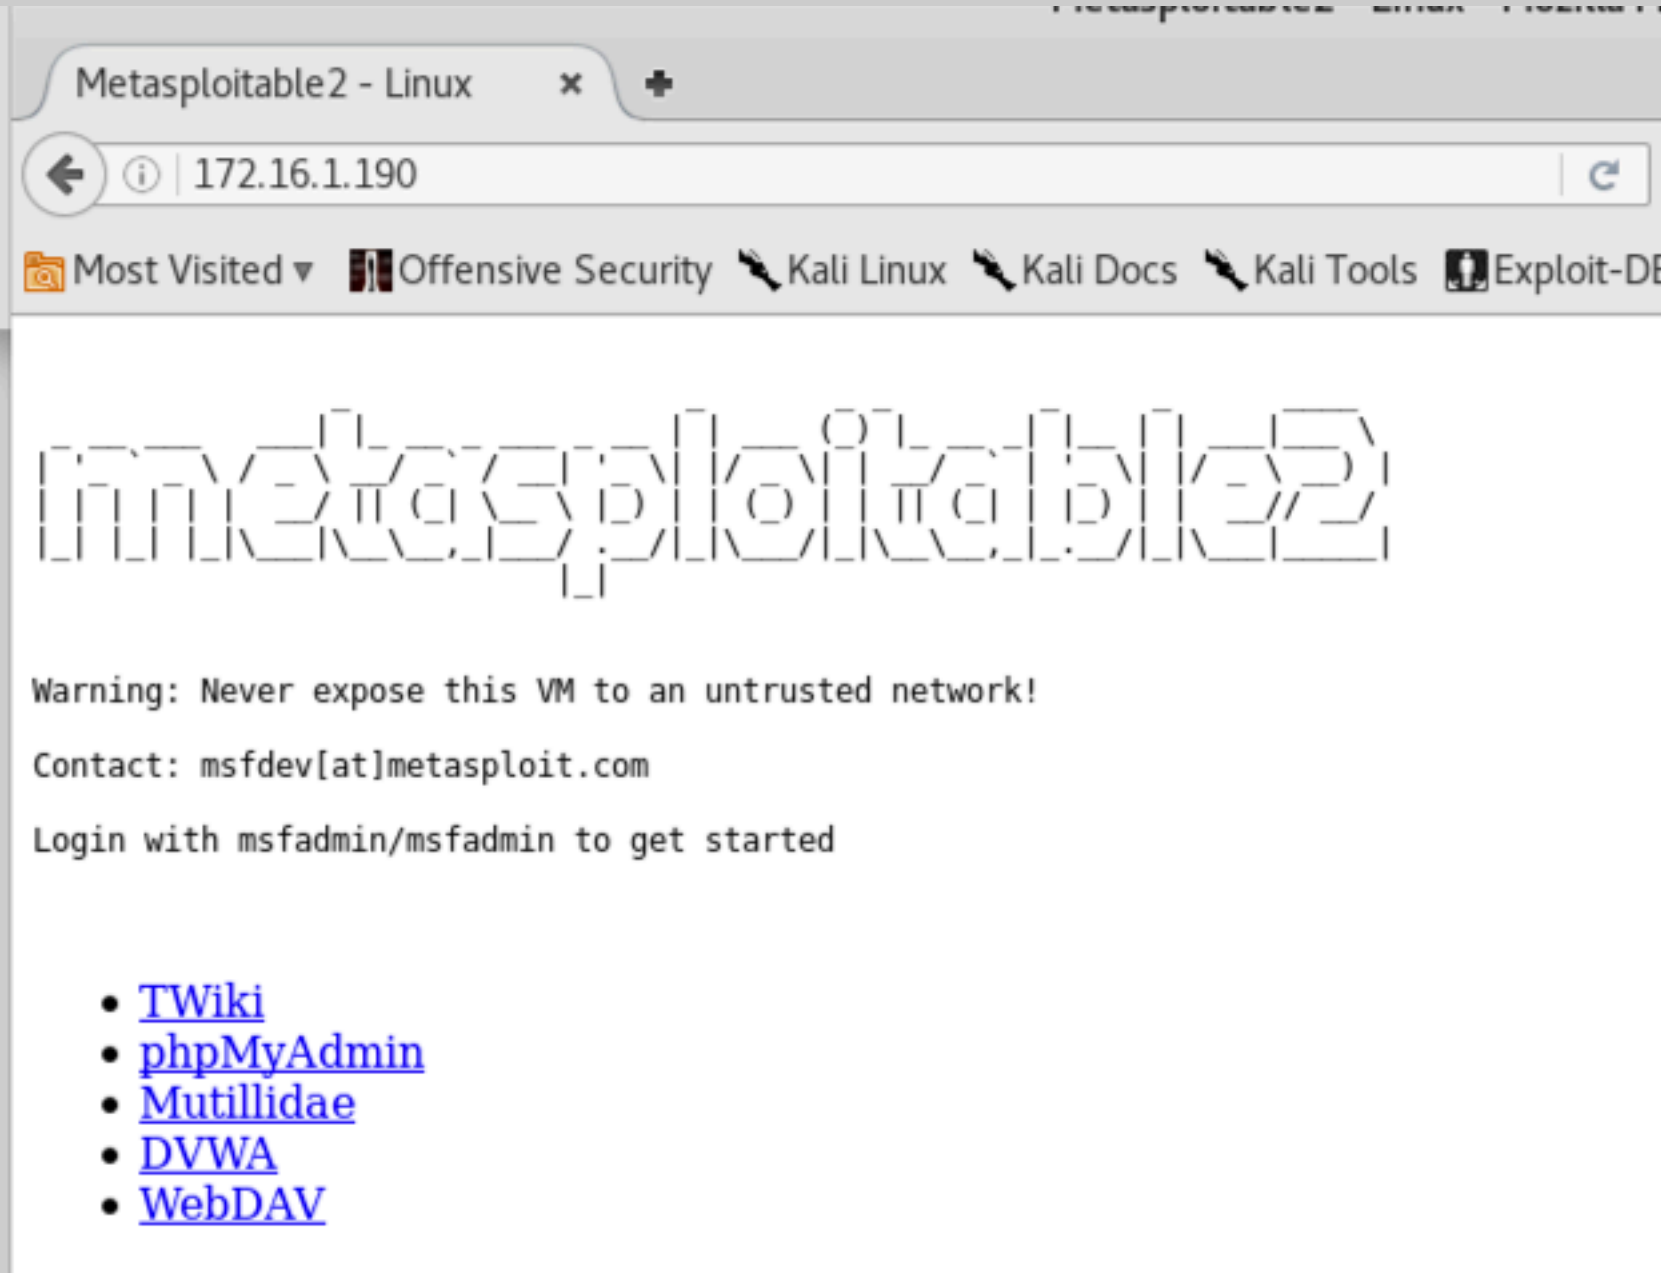 Metasploitable2 - Linux
172.16.1.190
Most Visited Offensive Security Kali Linux Kali Docs Kali Tools Exploit-DB
metasploitable2
Warning: Never expose this VM to an untrusted network!
Contact: msfdev[at]metasploit.com
Login with msfadmin/msfadmin to get started
TWiki
phpMyAdmin
Mutillidae
DVWA
WebDAV